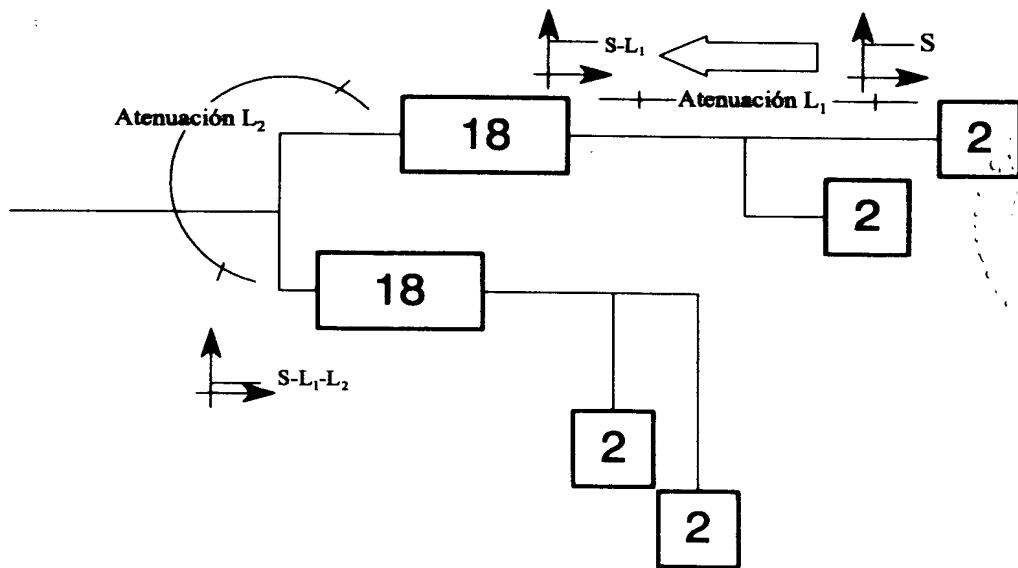 S-L₁
S
Atenuación L₁
Atenuación L₂
18
2
2
18
S-L₁-L₂
2
2